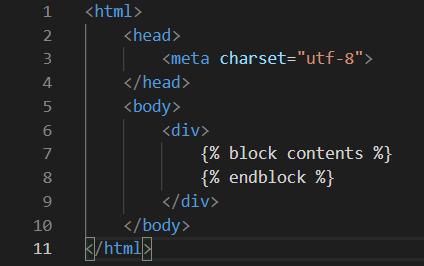 1 <html>
2 <head>
3 <meta charset="utf-8">
4 </head>
5 <body>
6 <div>
7 {% block contents %}
8 {% endblock %}
9 </div>
10 </body>
11 </html>